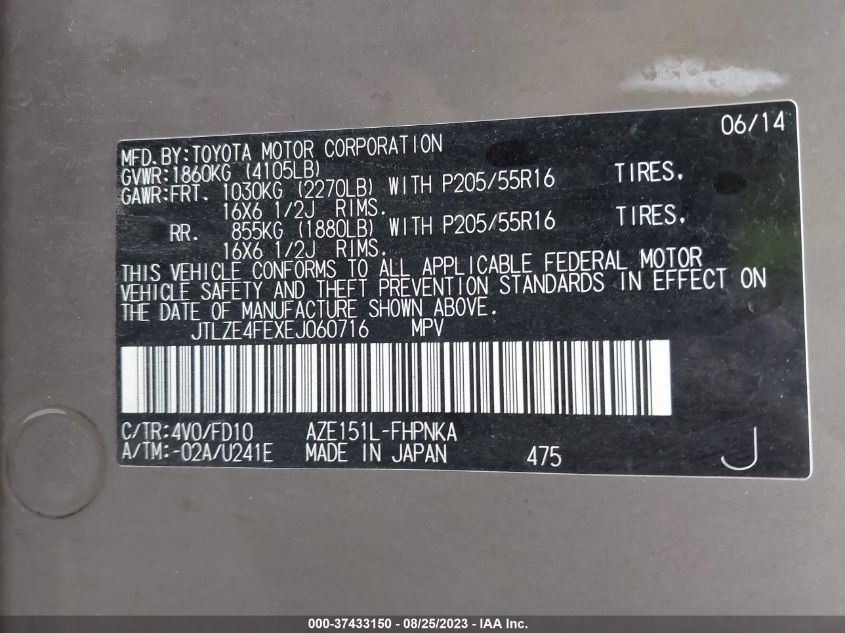 06/14
MFD.BY:TOYOTA MOTOR CORPORATION
GVWR:1860KG (4105LB)
GAWR:FRT. 1030KG (2270LB) WITH P205/55R16 TIRES.
16X6 1/2J RIMS.
RR. 855KG (1880LB) WITH P205/55R16 TIRES.
16X6 1/2J RIMS.
THIS VEHICLE CONFORMS TO ALL APPLICABLE FEDERAL MOTOR
VEHICLE SAFETY AND THEFT PREVENTION STANDARDS IN EFFECT ON
THE DATE OF MANUFACTURE SHOWN ABOVE.
JTLZE4FEXEJ060716 MPV
C/TR:4V0/FD10 AZE151L-FHPNKA
A/TM:-02A/U241E MADE IN JAPAN 475 J
000-37433150 - 08/25/2023 - IAA Inc.